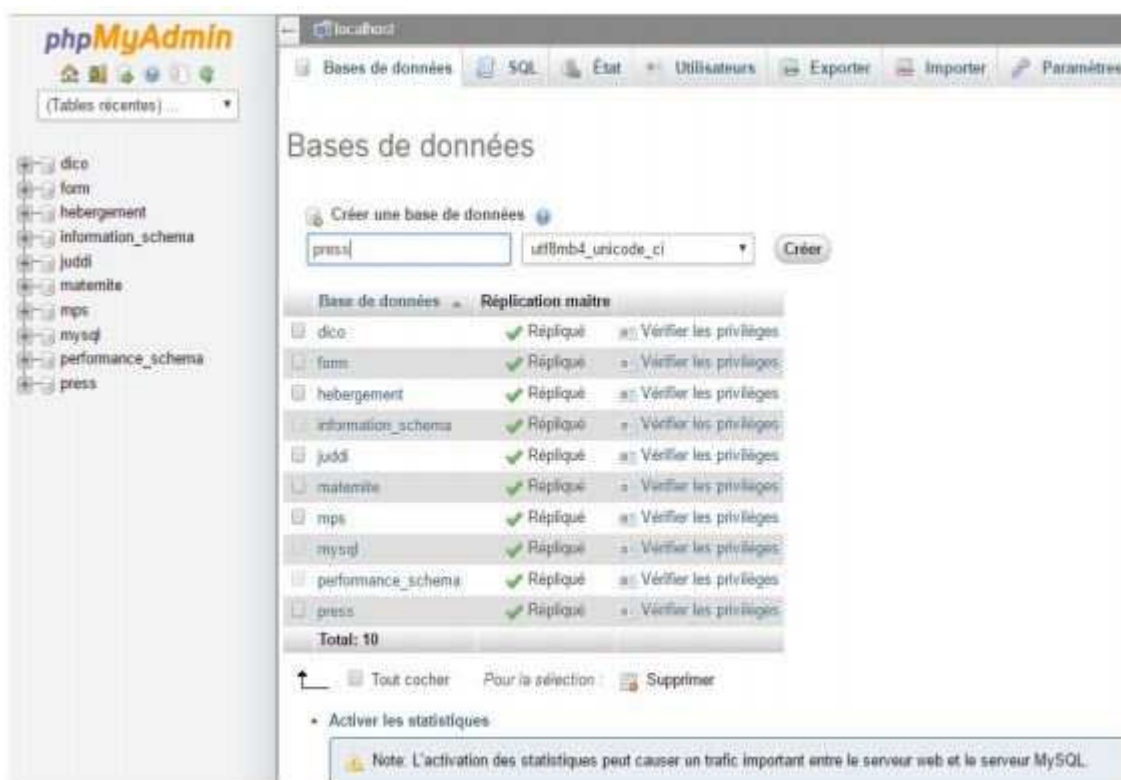 phpMyAdmin
(Tables récentes) ...
dico
form
hebergement
information_schema
juddi
maternite
mps
mysql
performance_schema
press
localhost
Bases de données SQL État Utilisateurs Exporter Importer Paramètres
Bases de données
Créer une base de données
press utf8mb4_unicode_ci Créer
Base de données Réplication maître
dico Répliqué Vérifier les privilèges
form Répliqué Vérifier les privilèges
hebergement Répliqué Vérifier les privilèges
information_schema Répliqué Vérifier les privilèges
juddi Répliqué Vérifier les privilèges
maternite Répliqué Vérifier les privilèges
mps Répliqué Vérifier les privilèges
mysql Répliqué Vérifier les privilèges
performance_schema Répliqué Vérifier les privilèges
press Répliqué Vérifier les privilèges
Total: 10
Tout cocher Pour la sélection : Supprimer
Activer les statistiques
Note: L'activation des statistiques peut causer un trafic important entre le serveur web et le serveur MySQL.